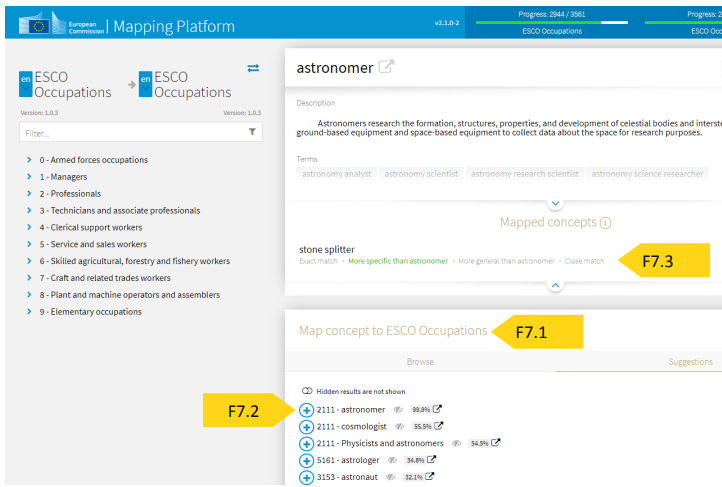 European
Commission
Mapping Platform
v2.1.0-2
Progress: 2944 / 3561
ESCO Occupations
Progress: 2
ESCO Occ
en ESCO
Occupations
en ESCO
Occupations
Version: 1.0.3
Version: 1.0.3
Filter...
0 - Armed forces occupations
1 - Managers
2 - Professionals
3 - Technicians and associate professionals
4 - Clerical support workers
5 - Service and sales workers
6 - Skilled agricultural, forestry and fishery workers
7 - Craft and related trades workers
8 - Plant and machine operators and assemblers
9 - Elementary occupations
astronomer
Description
Astronomers research the formation, structures, properties, and development of celestial bodies and interste
ground-based equipment and space-based equipment to collect data about the space for research purposes.
Terms
astronomy analyst astronomy scientist astronomy research scientist astronomy science researcher
Mapped concepts 1
stone splitter
Exact match • More specific than astronomer • More general than astronomer • Close match
F7.3
Map concept to ESCO Occupations
F7.1
Browse
Suggestions
Hidden results are not shown
F7.2
2111 - astronomer 99.9%
2111 - cosmologist 55.5%
2111 - Physicists and astronomers 54.5%
5161 - astrologer 34.8%
3153 - astronaut 32.1%